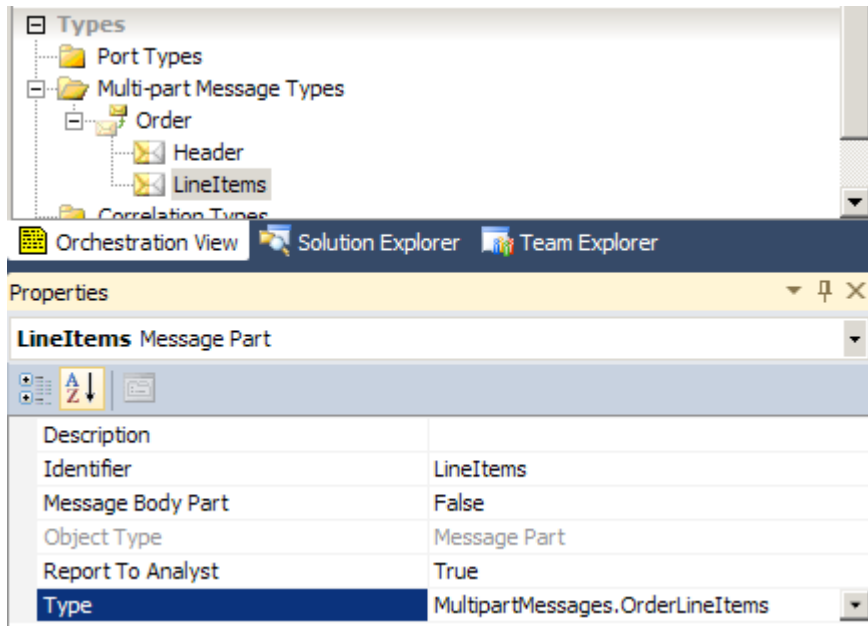 Types
Port Types
Multi-part Message Types
Order
Header
LineItems
Correlation Types
Orchestration View Solution Explorer Team Explorer
Properties
LineItems Message Part
A Z
Description
Identifier LineItems
Message Body Part False
Object Type Message Part
Report To Analyst True
Type MultipartMessages.OrderLineItems